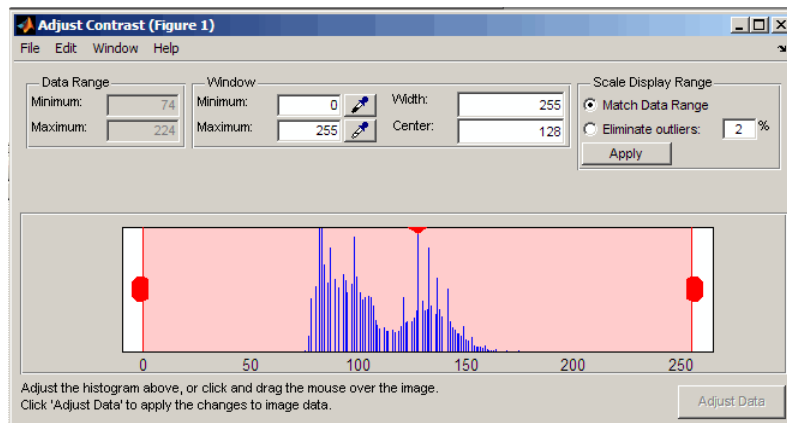 Adjust Contrast (Figure 1)
File Edit Window Help
Data Range
Minimum: 74
Maximum: 224
Window
Minimum: 0
Maximum: 255
Width: 255
Center: 128
Scale Display Range
Match Data Range
Eliminate outliers: 2 %
Apply
0 50 100 150 200 250
Adjust the histogram above, or click and drag the mouse over the image.
Click 'Adjust Data' to apply the changes to image data.
Adjust Data